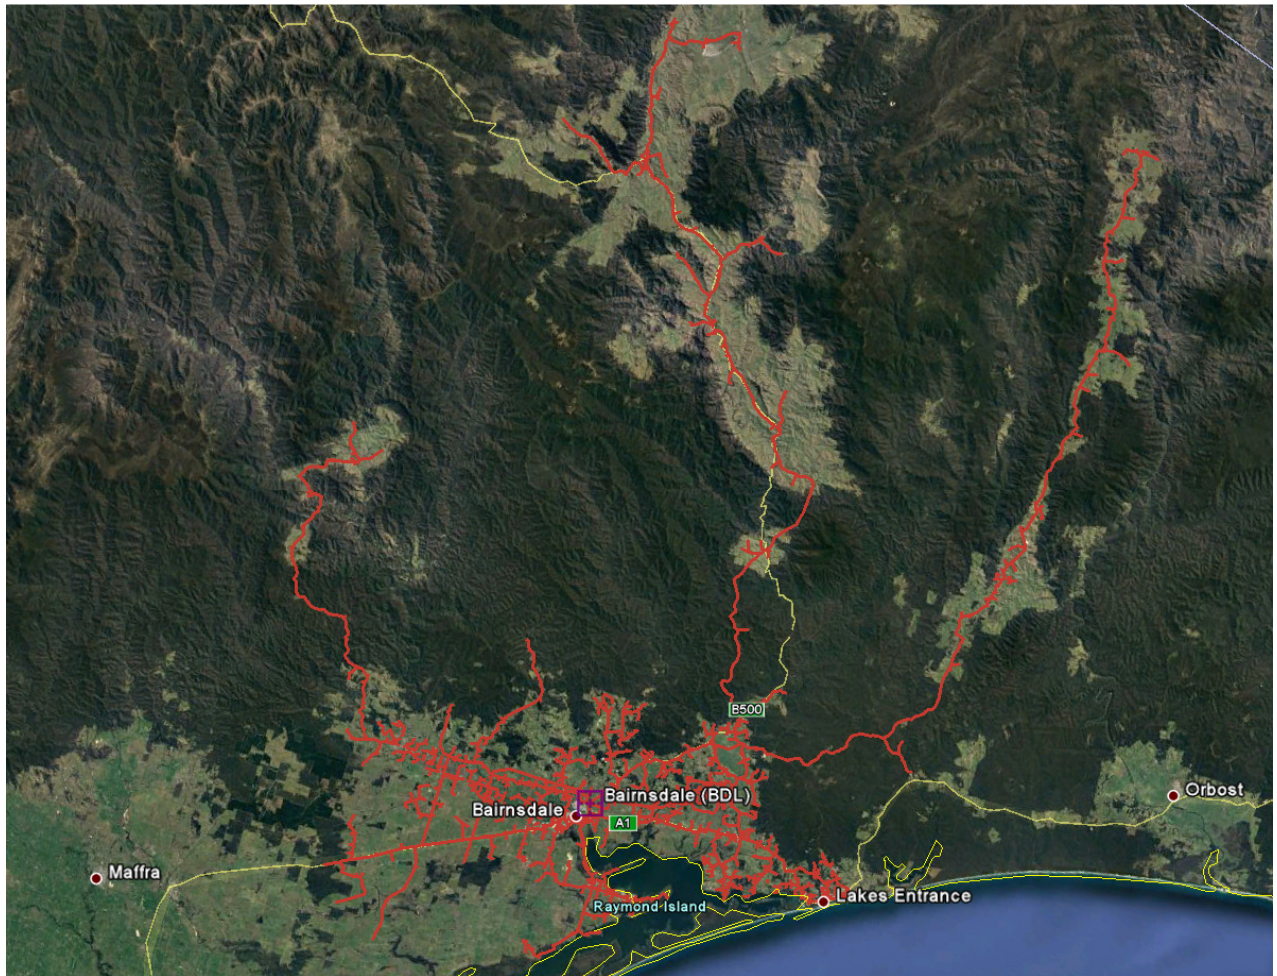 B500
Orbost
Bairnsdale (BDL)
Bairnsdale
A1
Maffra
Lakes Entrance
Raymond Island